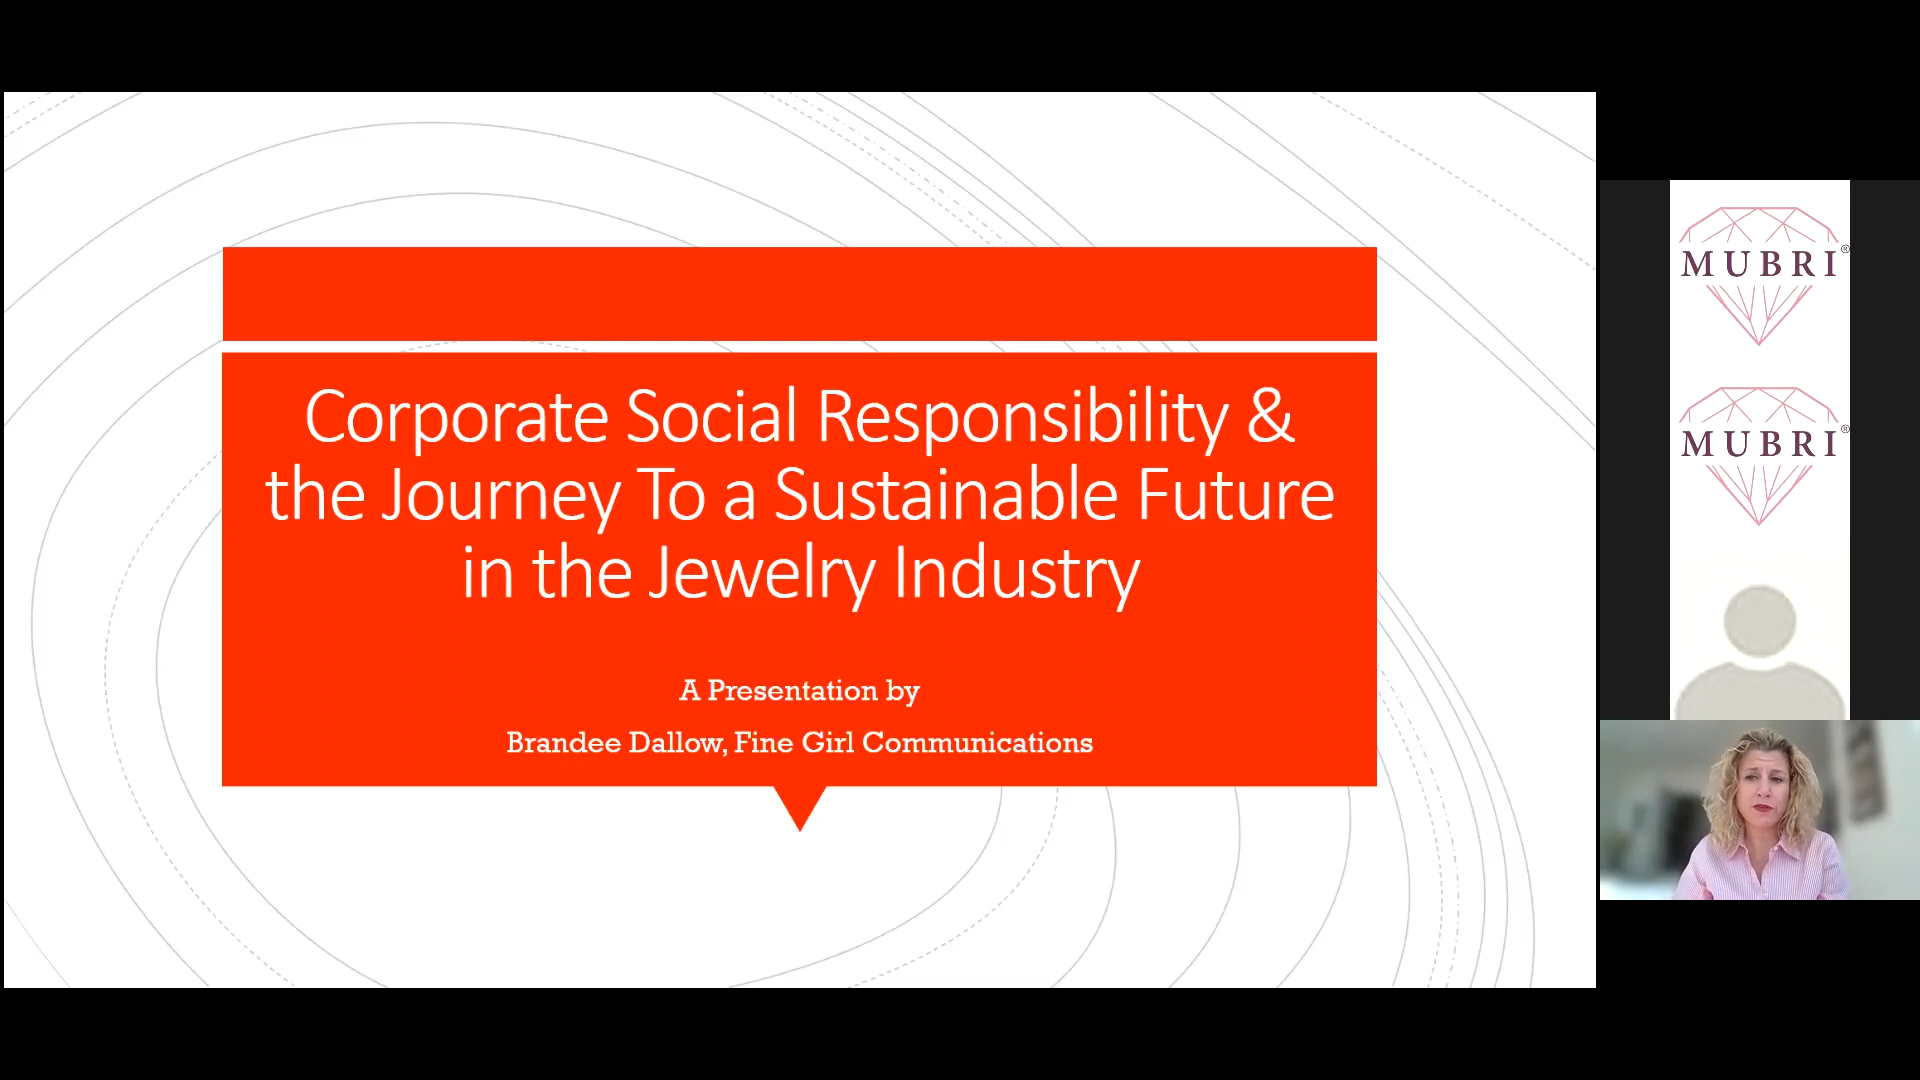 Corporate Social Responsibility &
the Journey To a Sustainable Future
in the Jewelry Industry
A Presentation by
Brandee Dallow, Fine Girl Communications
MUBRI®
MUBRI®